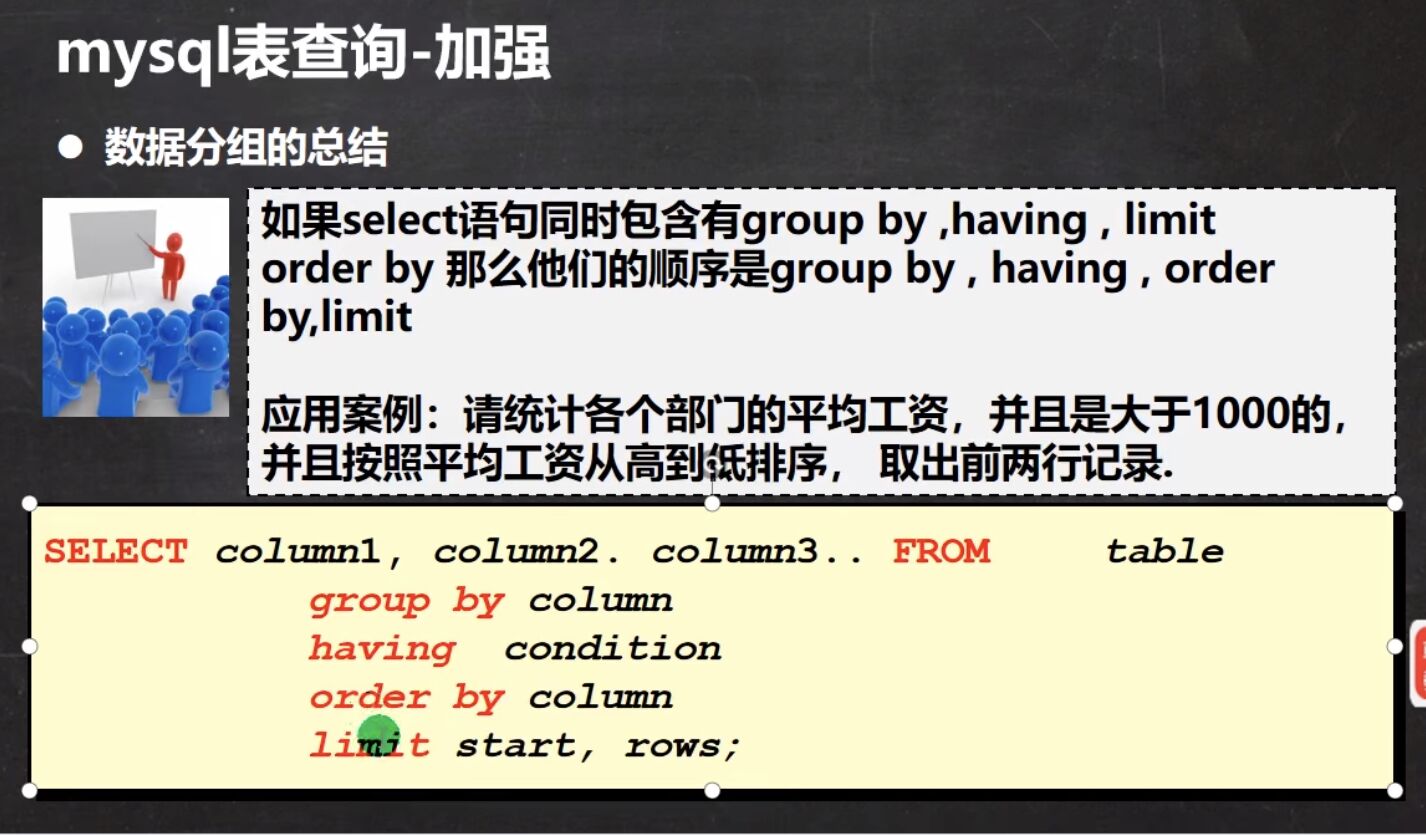 mysql表查询-加强
● 数据分组的总结
如果select语句同时包含有group by ,having , limit
order by 那么他们的顺序是group by , having , order
by,limit
应用案例：请统计各个部门的平均工资，并且是大于1000的，
并且按照平均工资从高到低排序， 取出前两行记录.
SELECT column1, column2. column3.. FROM table
group by column
having condition
order by column
limit start, rows;